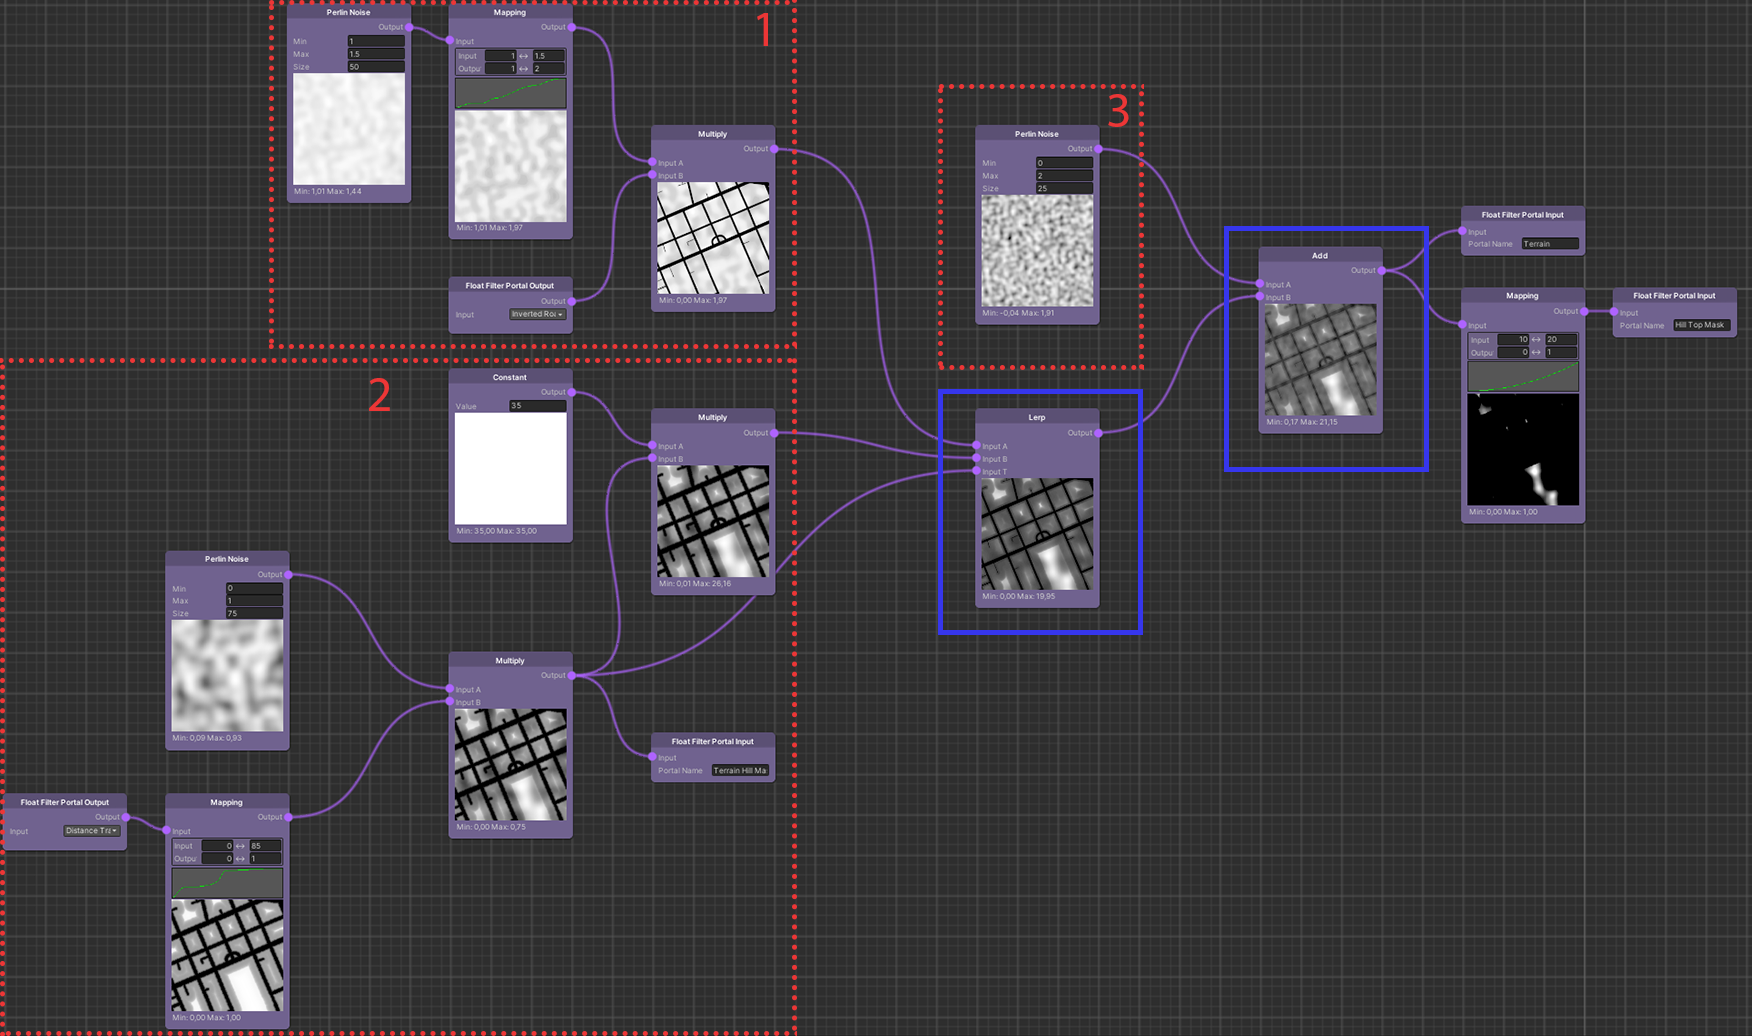 1
Perlin Noise
Output
Min 1
Max 1.5
Size 50
Min: 1,01 Max: 1,44
Mapping
Output
Input
Input 1 ↔ 1.5
Outpu 1 ↔ 2
Min: 1,01 Max: 1,97
Float Filter Portal Output
Output
Input Inverted Roa
Multiply
Output
Input A
Input B
Min: 0,00 Max: 1,97
2
Constant
Output
Value 35
Min: 35,00 Max: 35,00
Multiply
Output
Input A
Input B
Min: 0,01 Max: 26,16
Perlin Noise
Output
Min 0
Max 1
Size 75
Min: 0,09 Max: 0,93
Multiply
Output
Input A
Input B
Min: 0,00 Max: 0,75
Float Filter Portal Input
Input
Portal Name Terrain Hill Ma
Float Filter Portal Output
Output
Input Distance Tra
Mapping
Output
Input
Input 0 ↔ 85
Outpu 0 ↔ 1
Min: 0,00 Max: 1,00
3
Perlin Noise
Output
Min 0
Max 2
Size 25
Min: -0,04 Max: 1,91
Lerp
Output
Input A
Input B
Input T
Min: 0,00 Max: 19,95
Add
Output
Input A
Input B
Min: 0,17 Max: 21,15
Float Filter Portal Input
Input
Portal Name Terrain
Mapping
Output
Input
Input 10 ↔ 20
Outpu 0 ↔ 1
Min: 0,00 Max: 1,00
Float Filter Portal Input
Input
Portal Name Hill Top Mask